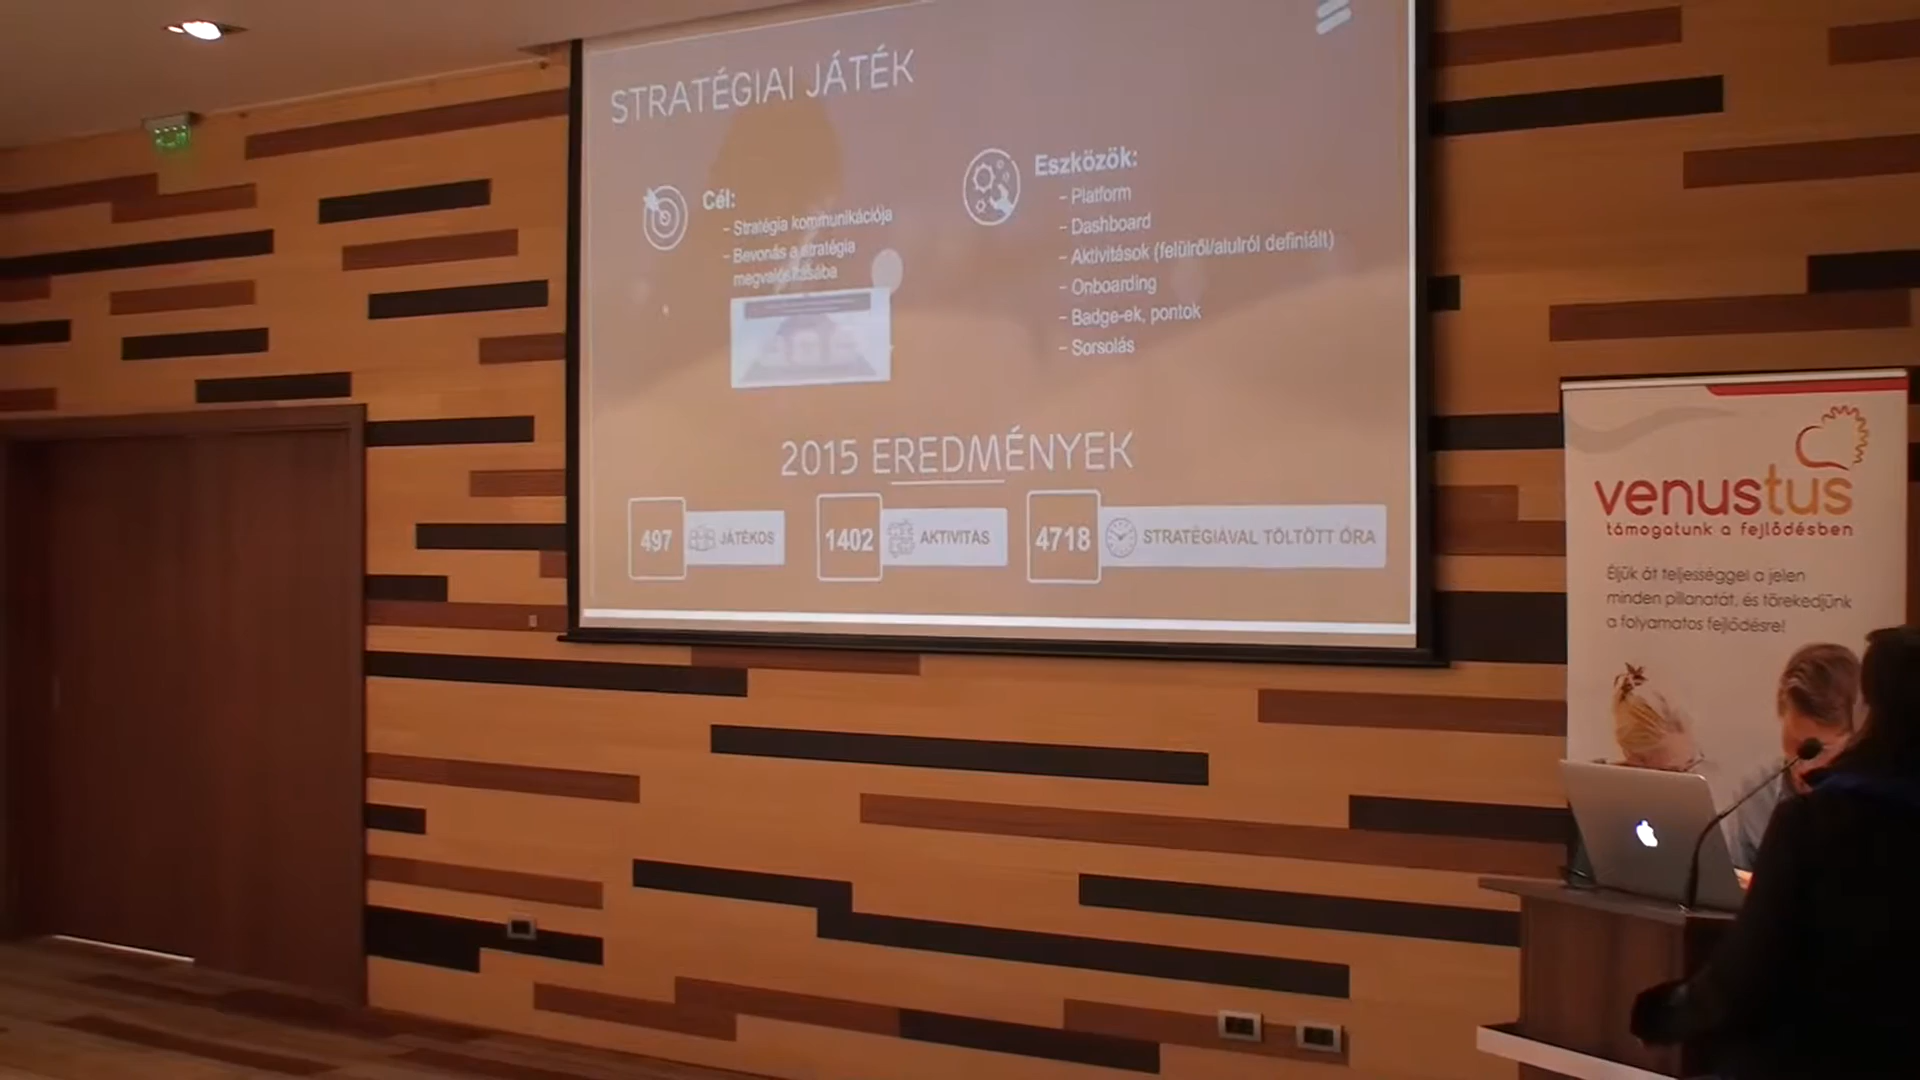 STRATÉGIAI JÁTÉK
Cél:
– Stratégia kommunikációja
– Bevonás a stratégia
megvalósításába
Eszközök:
– Platform
– Dashboard
– Aktivitások (felülről/alulról definiált)
– Onboarding
– Badge-ek, pontok
– Sorsolás
2015 EREDMÉNYEK
497 JÁTÉKOS
1402 AKTIVITÁS
4718 STRATÉGIÁVAL TÖLTÖTT ÓRA
venustus
támogatunk a fejlődésben
Éljük át teljességgel a jelen
minden pillanatát, és törekedjünk
a folyamatos fejlődésre!